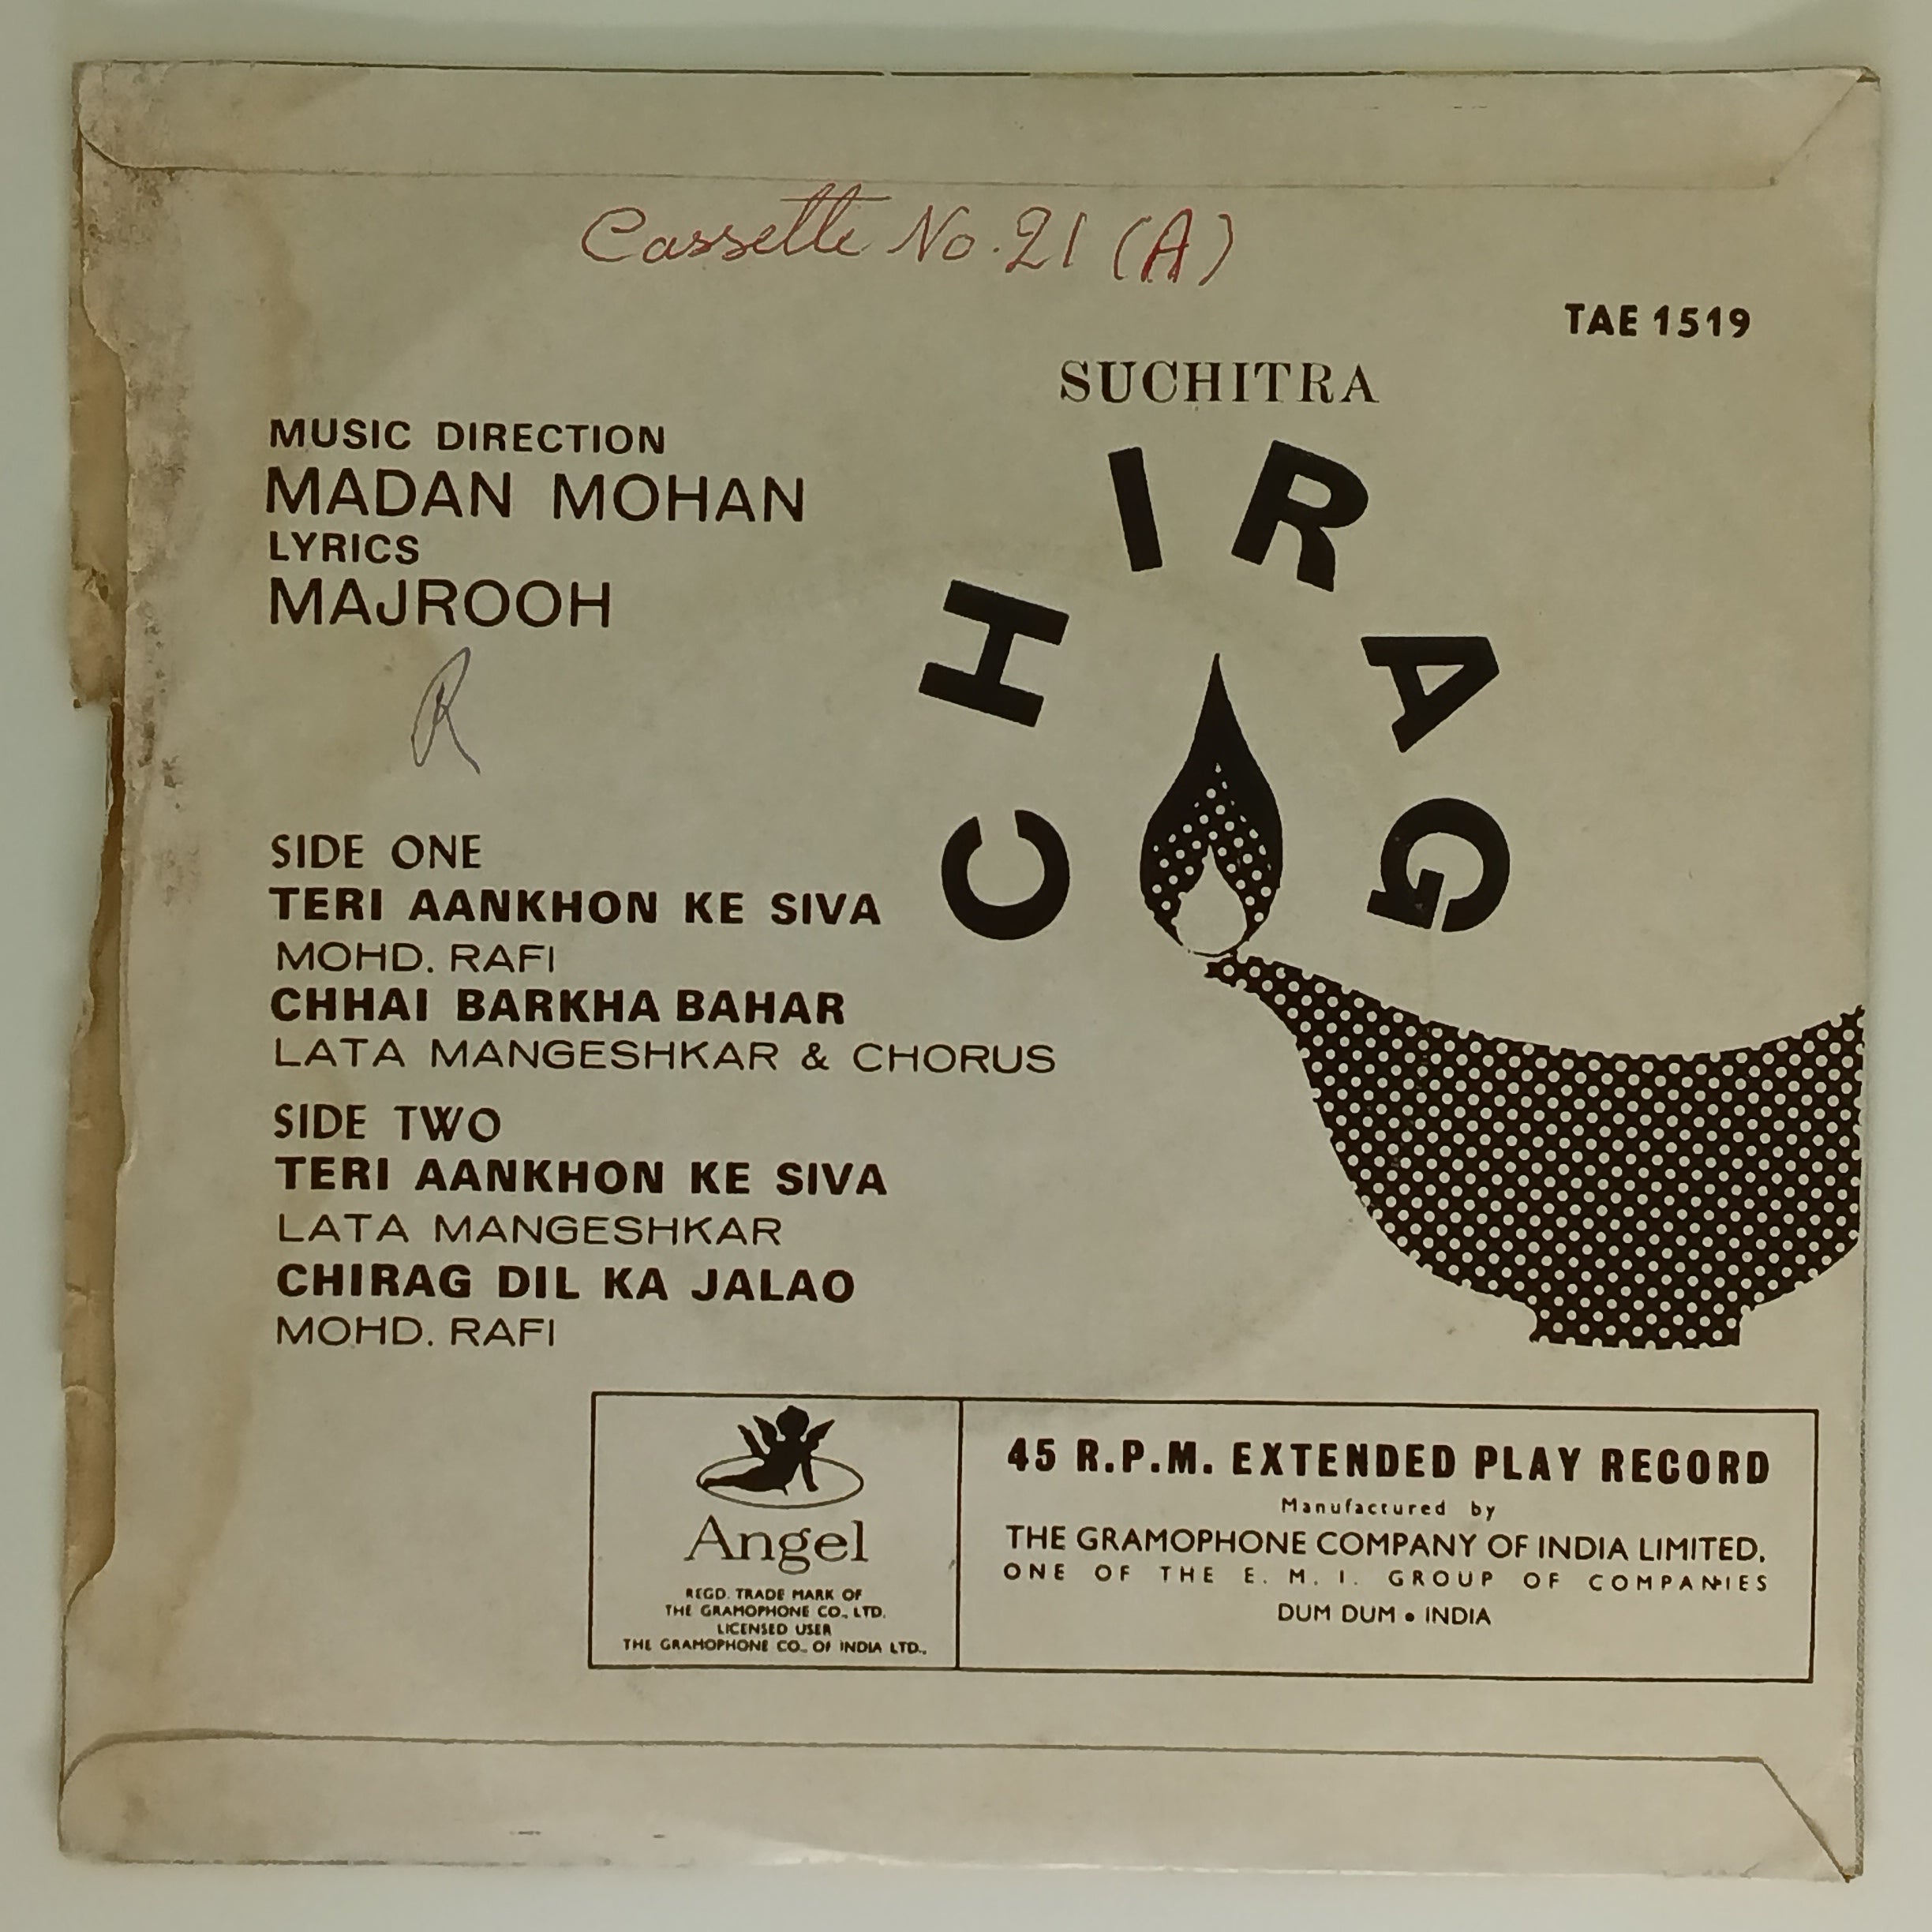 Cassette No. 21 (A)
TAE 1519
SUCHITRA
CHIRAG
MUSIC DIRECTION
MADAN MOHAN
LYRICS
MAJROOH
R
SIDE ONE
TERI AANKHON KE SIVA
MOHD. RAFI
CHHAI BARKHA BAHAR
LATA MANGESHKAR & CHORUS
SIDE TWO
TERI AANKHON KE SIVA
LATA MANGESHKAR
CHIRAG DIL KA JALAO
MOHD. RAFI
Angel
REGD. TRADE MARK OF
THE GRAMOPHONE CO., LTD.
LICENSED USER
THE GRAMOPHONE CO., OF INDIA LTD.,
45 R.P.M. EXTENDED PLAY RECORD
Manufactured by
THE GRAMOPHONE COMPANY OF INDIA LIMITED,
ONE OF THE E. M. I. GROUP OF COMPANIES
DUM DUM • INDIA